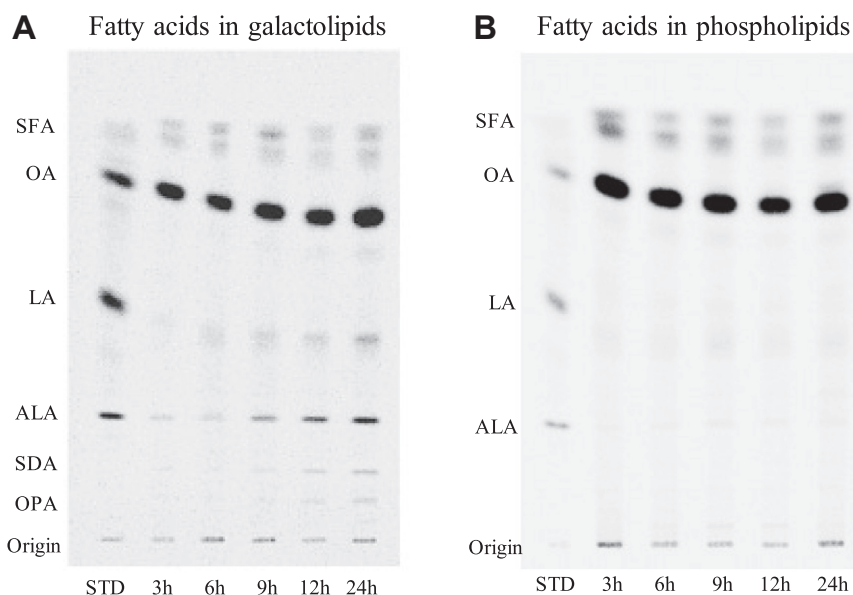 A Fatty acids in galactolipids
SFA
OA
LA
ALA
SDA
OPA
Origin
STD 3h 6h 9h 12h 24h
B Fatty acids in phospholipids
SFA
OA
LA
ALA
Origin
STD 3h 6h 9h 12h 24h